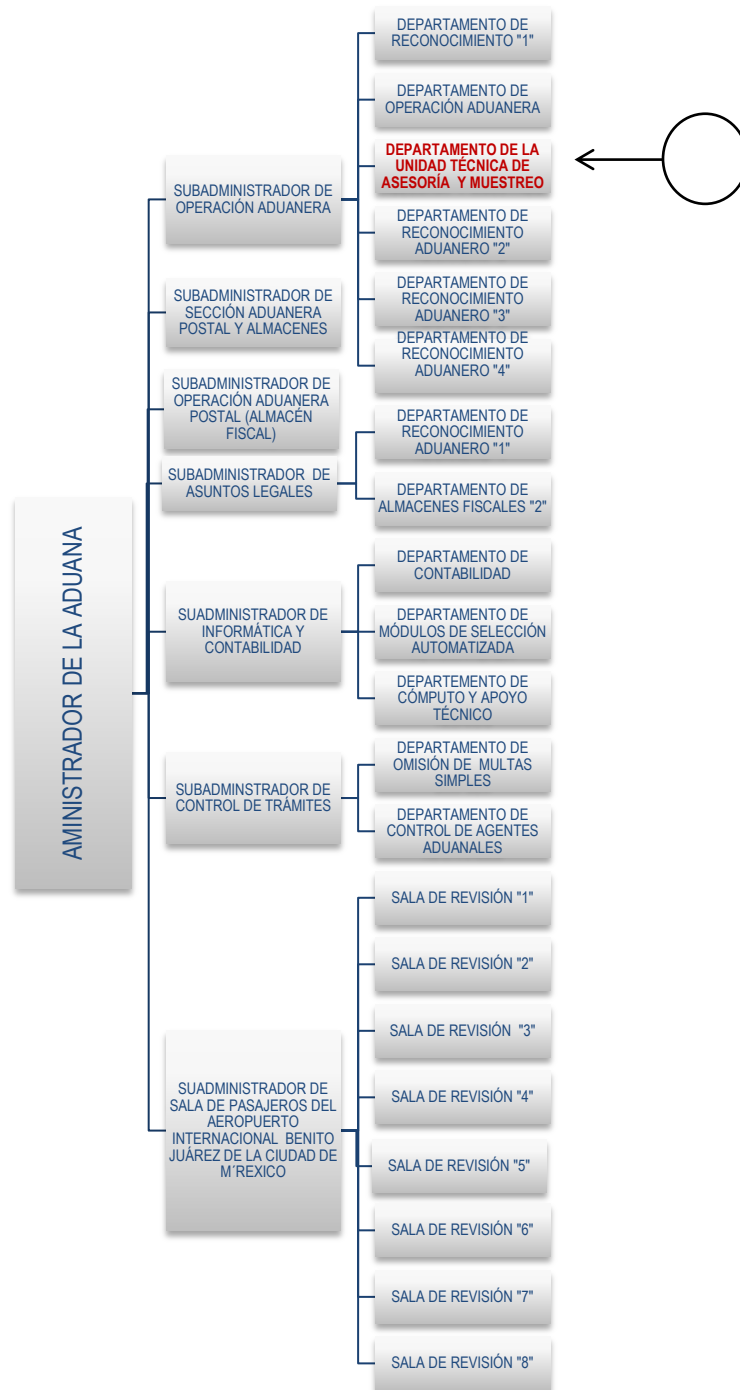 AMINISTRADOR DE LA ADUANA
SUBADMINISTRADOR DE
OPERACIÓN ADUANERA
DEPARTAMENTO DE
RECONOCIMIENTO "1"
DEPARTAMENTO DE
OPERACIÓN ADUANERA
DEPARTAMENTO DE LA
UNIDAD TÉCNICA DE
ASESORÍA Y MUESTREO
DEPARTAMENTO DE
RECONOCIMIENTO
ADUANERO "2"
DEPARTAMENTO DE
RECONOCIMIENTO
ADUANERO "3"
DEPARTAMENTO DE
RECONOCIMIENTO
ADUANERO "4"
SUBADMINISTRADOR DE
SECCIÓN ADUANERA
POSTAL Y ALMACENES
SUBADMINISTRADOR DE
OPERACIÓN ADUANERA
POSTAL (ALMACÉN
FISCAL)
SUBADMINISTRADOR DE
ASUNTOS LEGALES
DEPARTAMENTO DE
RECONOCIMIENTO
ADUANERO "1"
DEPARTAMENTO DE
ALMACENES FISCALES "2"
SUADMINISTRADOR DE
INFORMÁTICA Y
CONTABILIDAD
DEPARTAMENTO DE
CONTABILIDAD
DEPARTAMENTO DE
MÓDULOS DE SELECCIÓN
AUTOMATIZADA
DEPARTEMENTO DE
CÓMPUTO Y APOYO
TÉCNICO
SUBADMINSTRADOR DE
CONTROL DE TRÁMITES
DEPARTAMENTO DE
OMISIÓN DE MULTAS
SIMPLES
DEPARTAMENTO DE
CONTROL DE AGENTES
ADUANALES
SUADMINISTRADOR DE
SALA DE PASAJEROS DEL
AEROPUERTO
INTERNACIONAL BENITO
JUÁREZ DE LA CIUDAD DE
M´REXICO
SALA DE REVISIÓN "1"
SALA DE REVISIÓN "2"
SALA DE REVISIÓN "3"
SALA DE REVISIÓN "4"
SALA DE REVISIÓN "5"
SALA DE REVISIÓN "6"
SALA DE REVISIÓN "7"
SALA DE REVISIÓN "8"